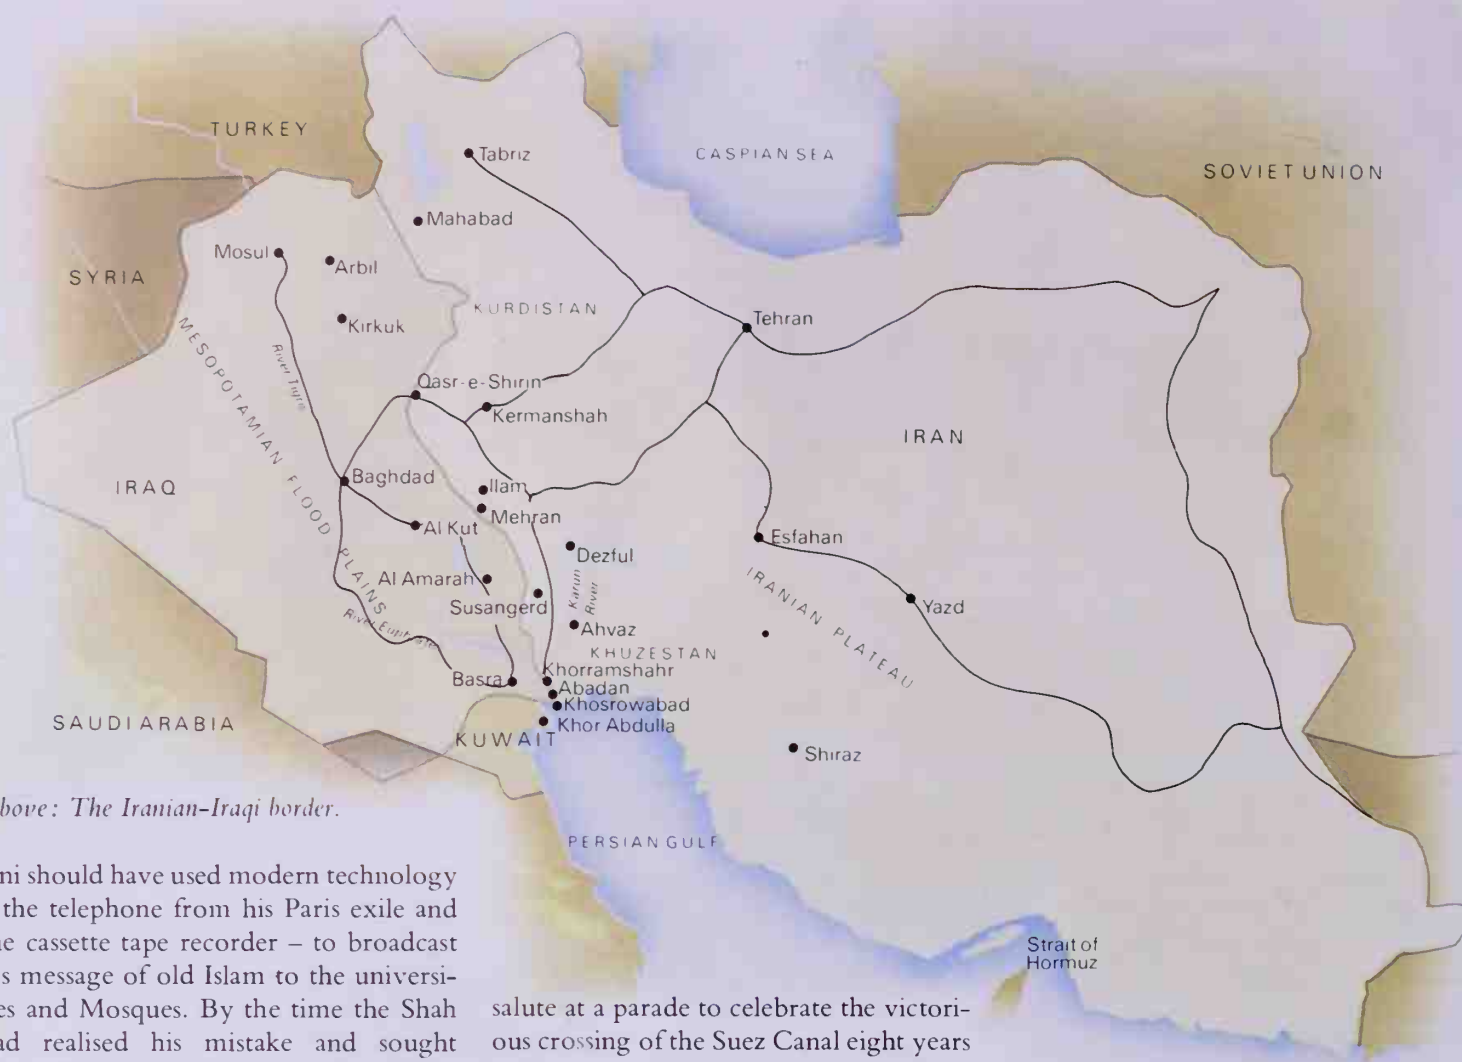 TURKEY
CASPIAN SEA
SOVIET UNION
Tabriz
Mahabad
Mosul
Arbil
SYRIA
KURDISTAN
Kirkuk
Tehran
MESOPOTAMIAN FLOOD PLAINS
River Tigris
Qasr-e-Shirin
Kermanshah
IRAN
IRAQ
Baghdad
Ilam
Mehran
Al Kut
Esfahan
Dezful
Al Amarah
Susangerd
Karun
River
IRANIAN PLATEAU
Yazd
River Euphrates
Ahvaz
KHUZESTAN
Khorramshahr
Basra
Abadan
Khosrowabad
Khor Abdulla
SAUDI ARABIA
KUWAIT
Shiraz
PERSIAN GULF
Strait of
Hormuz
bove: The Iranian–Iraqi border.
ni should have used modern technology
the telephone from his Paris exile and
e cassette tape recorder – to broadcast
s message of old Islam to the universi-
es and Mosques. By the time the Shah
ad realised his mistake and sought
salute at a parade to celebrate the victori-
ous crossing of the Suez Canal eight years